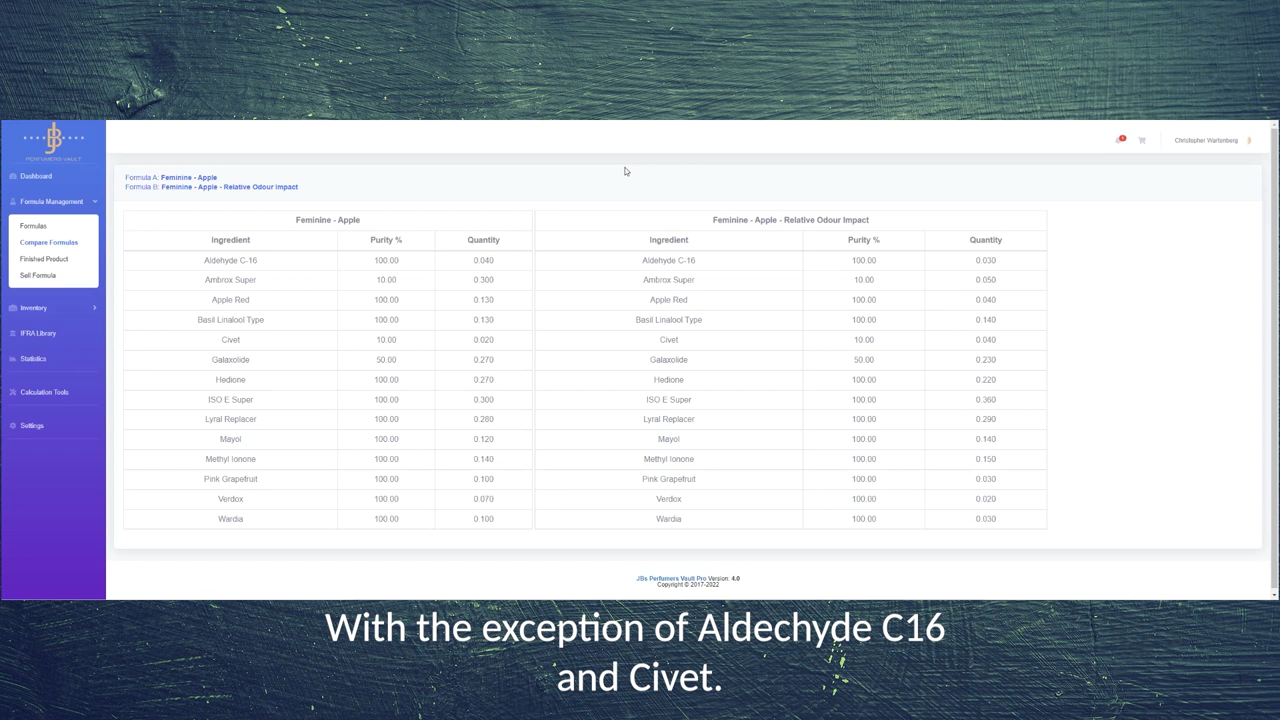 JB
PERFUMERS VAULT
Christopher Wartenberg
Dashboard
Formula Management
Formulas
Compare Formulas
Finished Product
Sell Formula
Inventory
IFRA Library
Statistics
Calculation Tools
Settings
Formula A: Feminine - Apple
Formula B: Feminine - Apple - Relative Odour Impact
Feminine - Apple Feminine - Apple - Relative Odour Impact
Ingredient Purity % Quantity Ingredient Purity % Quantity
Aldehyde C-16 100.00 0.040 Aldehyde C-16 100.00 0.030
Ambrox Super 10.00 0.300 Ambrox Super 10.00 0.050
Apple Red 100.00 0.130 Apple Red 100.00 0.040
Basil Linalool Type 100.00 0.130 Basil Linalool Type 100.00 0.140
Civet 10.00 0.020 Civet 10.00 0.040
Galaxolide 50.00 0.270 Galaxolide 50.00 0.230
Hedione 100.00 0.270 Hedione 100.00 0.220
ISO E Super 100.00 0.300 ISO E Super 100.00 0.360
Lyral Replacer 100.00 0.280 Lyral Replacer 100.00 0.290
Mayol 100.00 0.120 Mayol 100.00 0.140
Methyl Ionone 100.00 0.140 Methyl Ionone 100.00 0.150
Pink Grapefruit 100.00 0.100 Pink Grapefruit 100.00 0.030
Verdox 100.00 0.070 Verdox 100.00 0.020
Wardia 100.00 0.100 Wardia 100.00 0.030
JBs Perfumers Vault Pro Version: 4.0
Copyright © 2017-2022
With the exception of Aldechyde C16
and Civet.